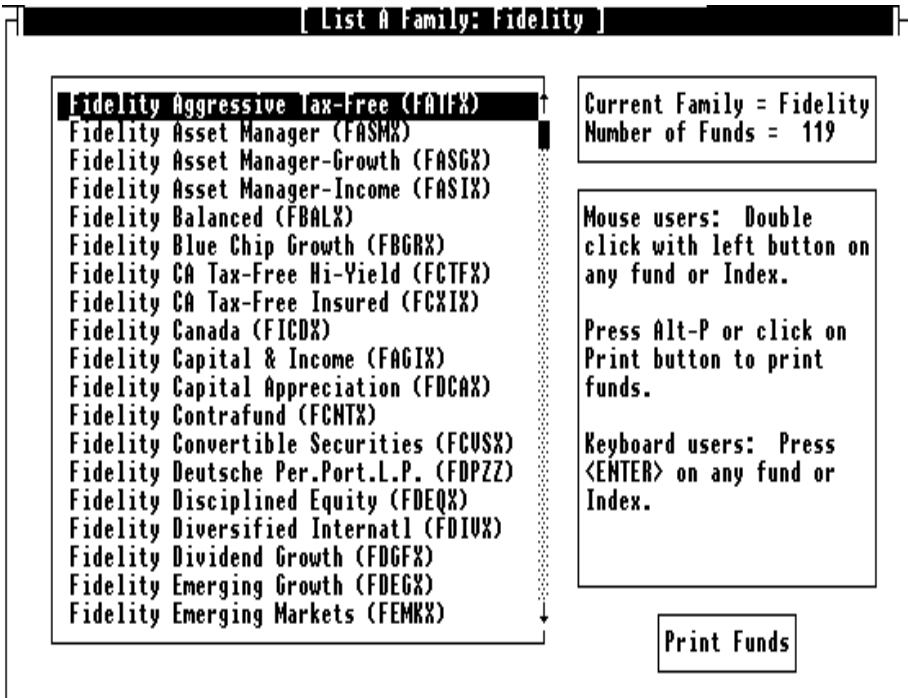 [ List A Family: Fidelity ]
Fidelity Aggressive Tax-Free (FATFX)
Fidelity Asset Manager (FASMX)
Fidelity Asset Manager-Growth (FASGX)
Fidelity Asset Manager-Income (FASIX)
Fidelity Balanced (FBALX)
Fidelity Blue Chip Growth (FBGRX)
Fidelity CA Tax-Free Hi-Yield (FCTFX)
Fidelity CA Tax-Free Insured (FCXIX)
Fidelity Canada (FICDX)
Fidelity Capital & Income (FAGIX)
Fidelity Capital Appreciation (FDCAX)
Fidelity Contrafund (FCNTX)
Fidelity Convertible Securities (FCVSX)
Fidelity Deutsche Per.Port.L.P. (FDPZZ)
Fidelity Disciplined Equity (FDEQX)
Fidelity Diversified Internatl (FDIVX)
Fidelity Dividend Growth (FDGFX)
Fidelity Emerging Growth (FDEGX)
Fidelity Emerging Markets (FEMKX)
Current Family = Fidelity
Number of Funds = 119
Mouse users: Double
click with left button on
any fund or Index.
Press Alt-P or click on
Print button to print
funds.
Keyboard users: Press
<ENTER> on any fund or
Index.
Print Funds